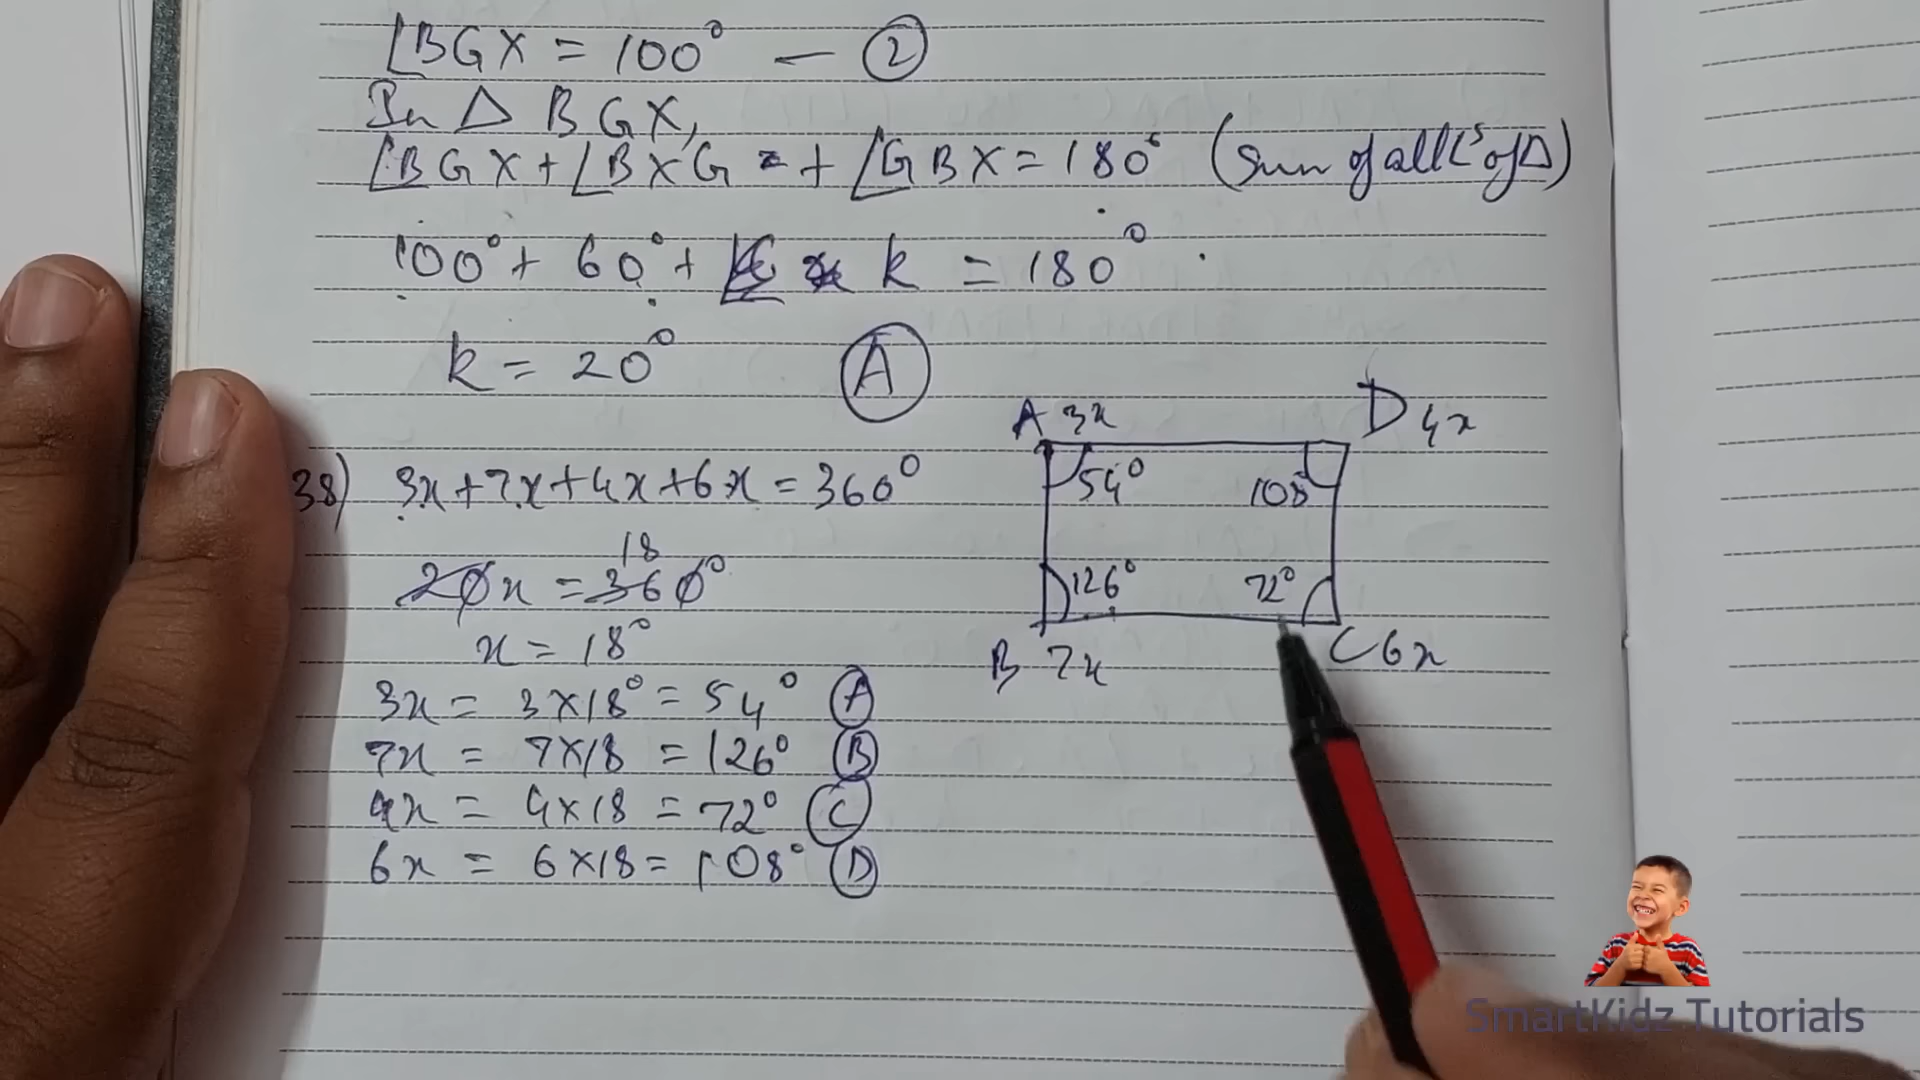 ∠BGX = 100° — ②
In Δ BGX,
∠BGX + ∠BXG + ∠GBX = 180° (Sum of all ∠s of Δ)
100° + 60° + k = 180°
k = 20° Ⓐ
A 3x D 4x
54° 108
126° 72°
B 7x C 6x
38) 3x + 7x + 4x + 6x = 360°
18
20x = 360°
x = 18°
3x = 3×18° = 54° Ⓐ
7x = 7×18 = 126° Ⓑ
4x = 4×18 = 72° Ⓒ
6x = 6×18 = 108° Ⓓ
SmartKidz Tutorials